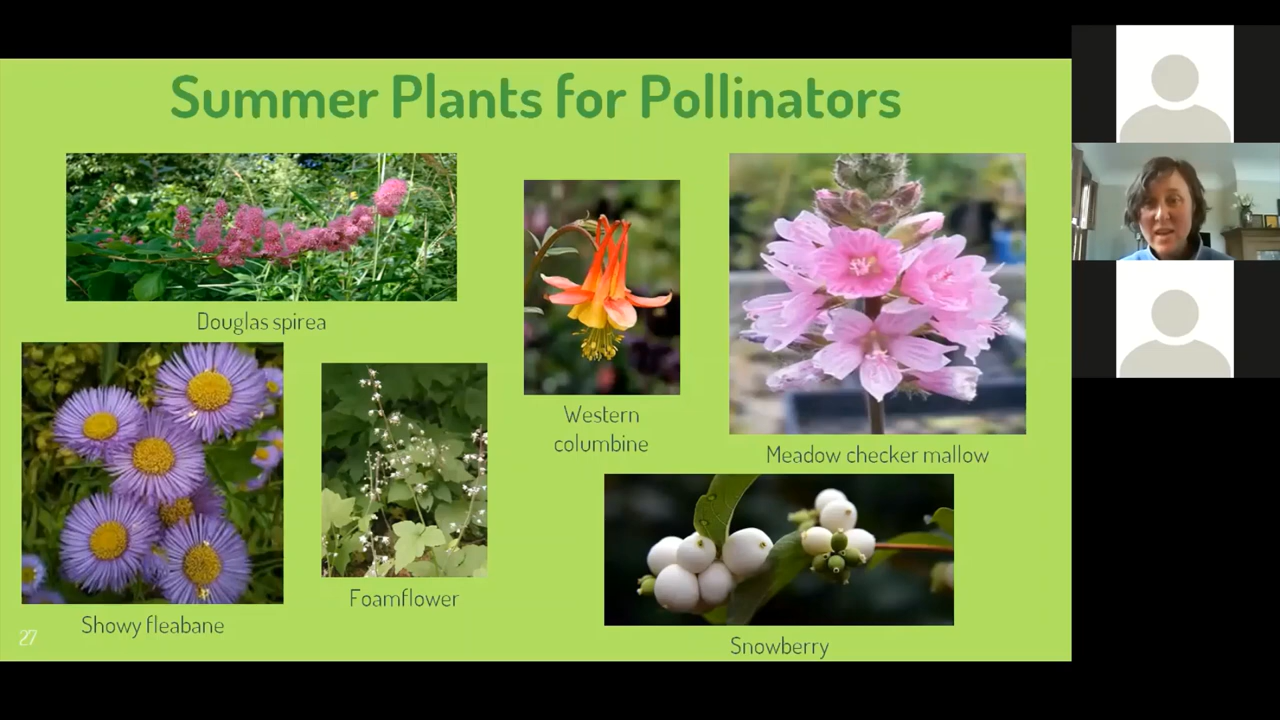 Summer Plants for Pollinators
Douglas spirea
Western
columbine
Meadow checker mallow
Showy fleabane
Foamflower
Snowberry
27